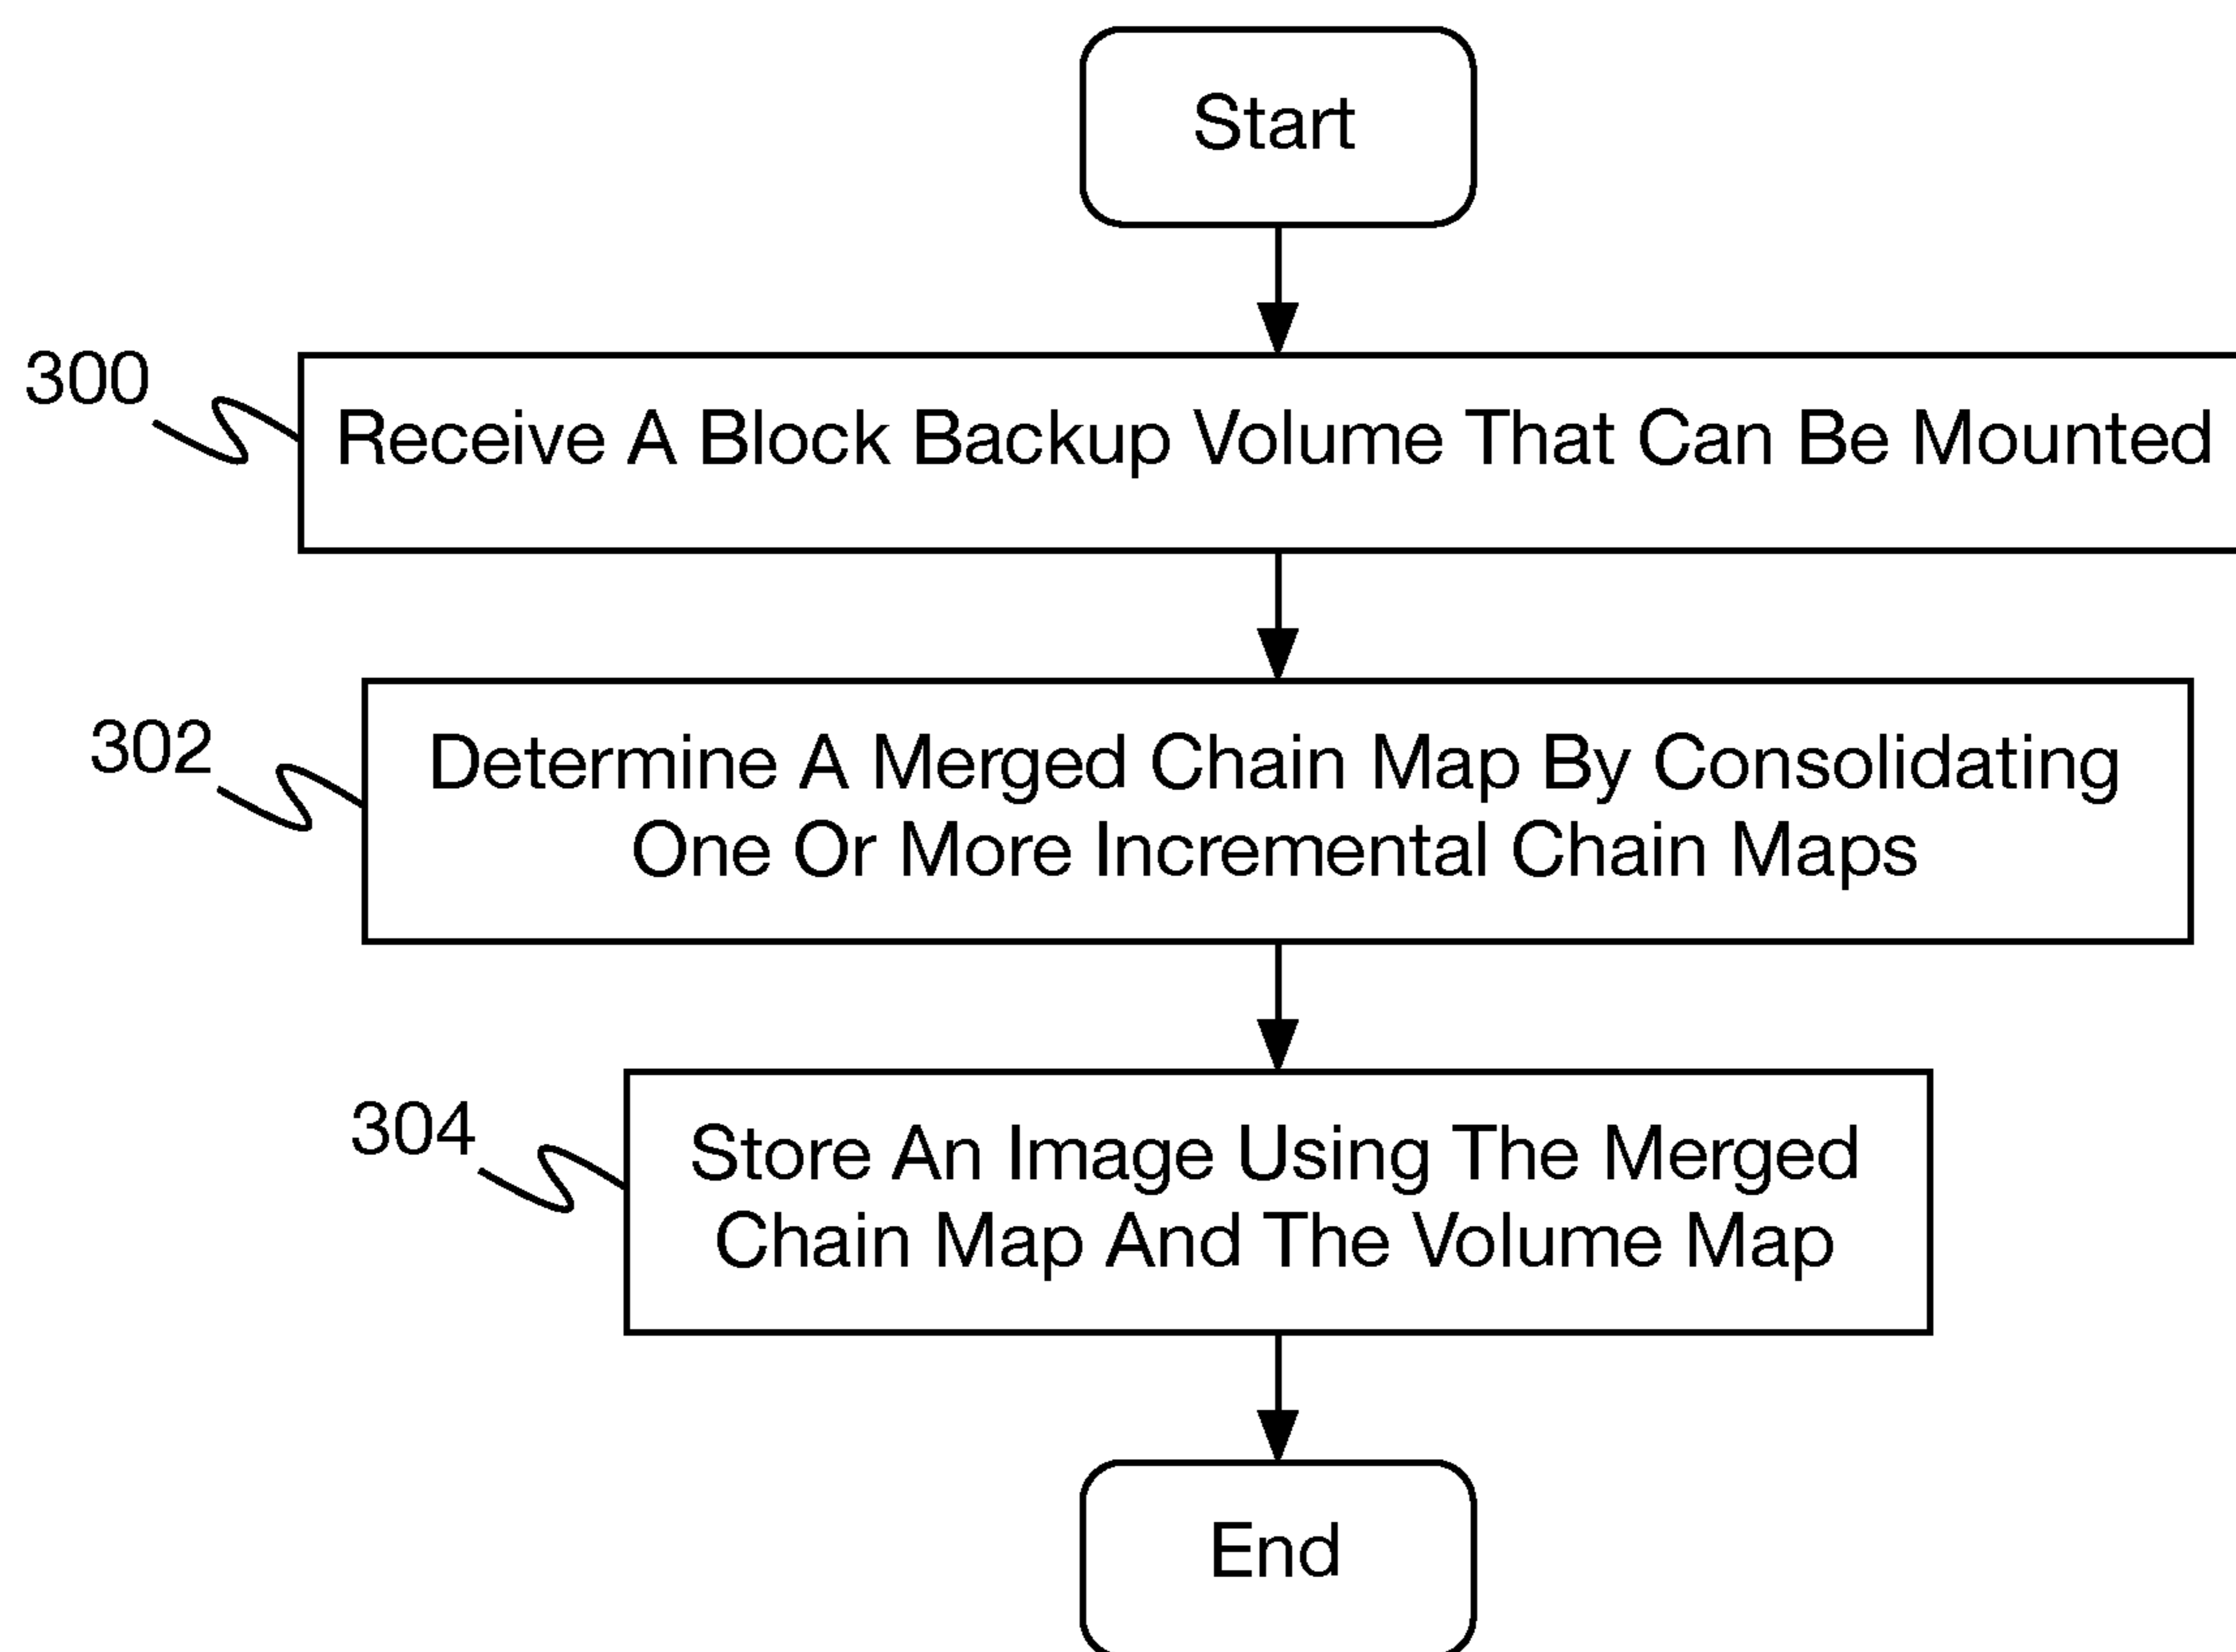 Start
300
Receive A Block Backup Volume That Can Be Mounted
302
Determine A Merged Chain Map By Consolidating
One Or More Incremental Chain Maps
304
Store An Image Using The Merged
Chain Map And The Volume Map
End